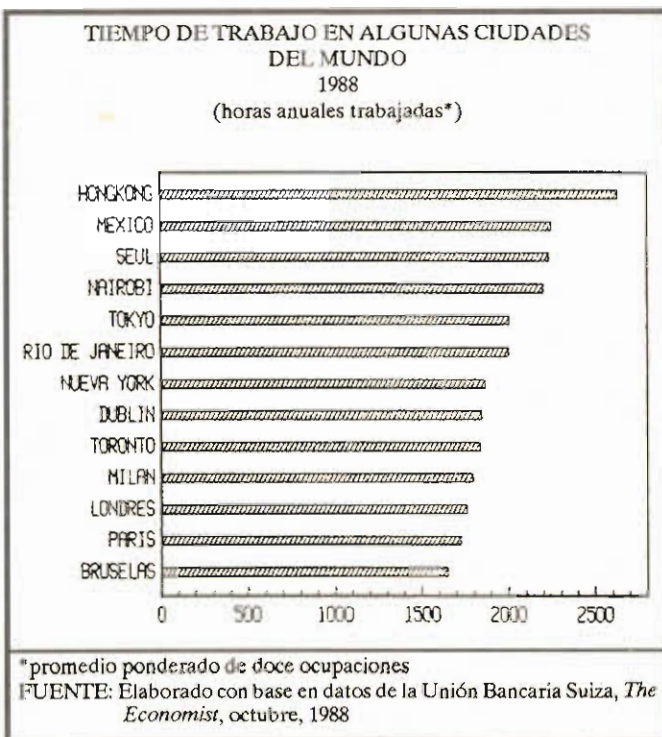 TIEMPO DE TRABAJO EN ALGUNAS CIUDADES
DEL MUNDO
1988
(horas anuales trabajadas*)
HONGKONG
MEXICO
SEUL
NAIROBI
TOKYO
RIO DE JANEIRO
NUEVA YORK
DUBLIN
TORONTO
MILAN
LONDRES
PARIS
BRUSELAS
0 500 1000 1500 2000 2500
*promedio ponderado de doce ocupaciones
FUENTE: Elaborado con base en datos de la Unión Bancaria Suiza, The
Economist, octubre, 1988